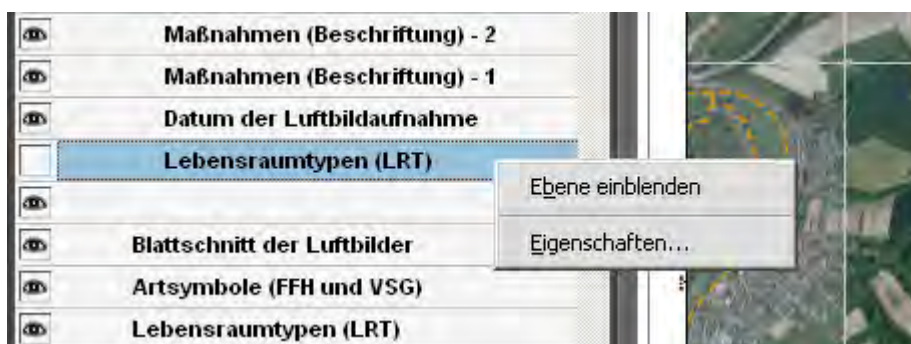 Maßnahmen (Beschriftung) - 2
Maßnahmen (Beschriftung) - 1
Datum der Luftbildaufnahme
Lebensraumtypen (LRT)
Ebene einblenden
Blattschnitt der Luftbilder
Eigenschaften...
Artsymbole (FFH und VSG)
Lebensraumtypen (LRT)